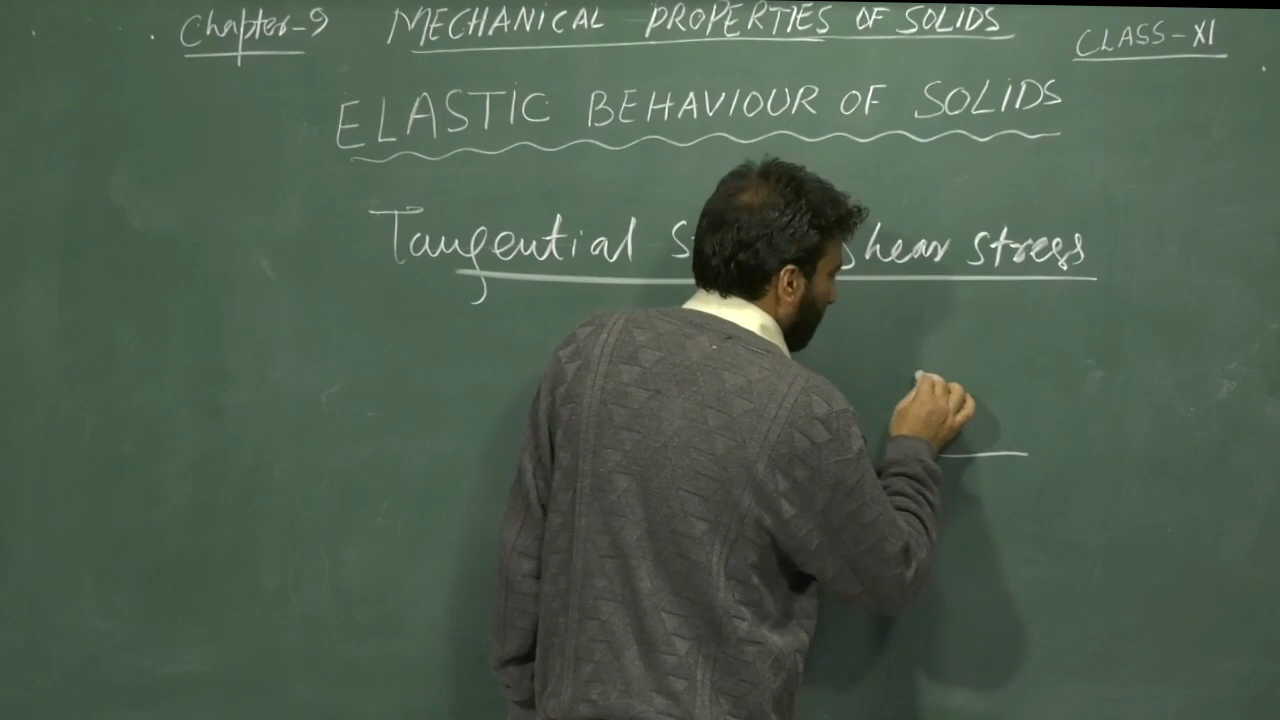 Chapter-9 MECHANICAL PROPERTIES OF SOLIDS CLASS-XI
ELASTIC BEHAVIOUR OF SOLIDS
Tangential shear stress